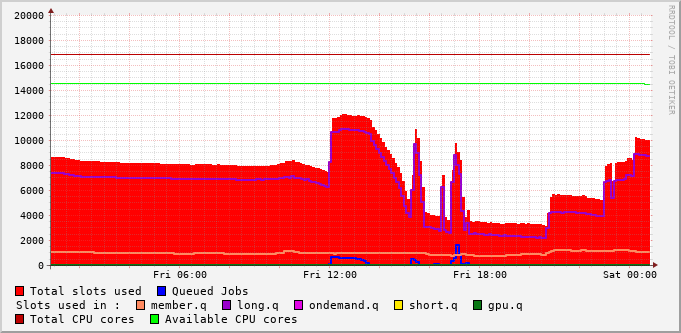 RRDTOOL / TOBI OETIKER
20000
18000
16000
14000
12000
10000
8000
6000
4000
2000
0
Fri 06:00 Fri 12:00 Fri 18:00 Sat 00:00
Total slots used Queued Jobs
Slots used in : member.q long.q ondemand.q short.q gpu.q
Total CPU cores Available CPU cores